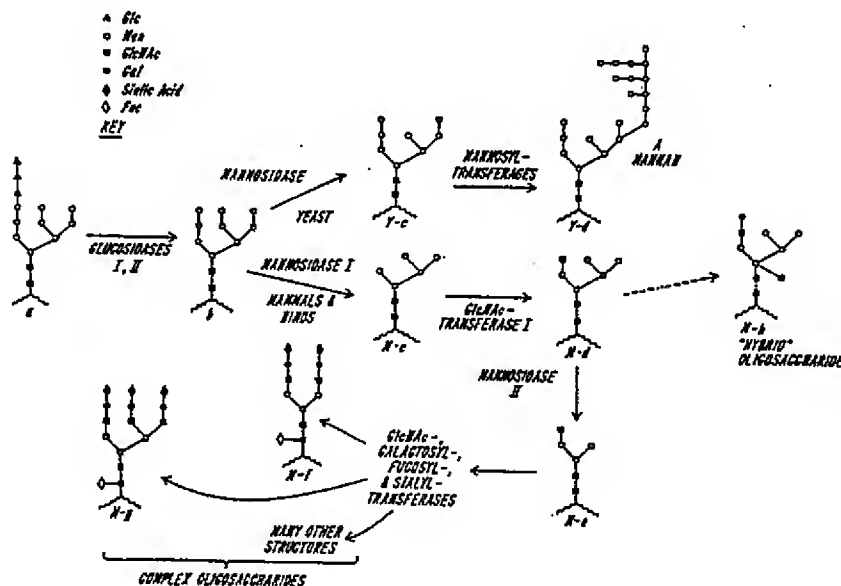 Glc
Man
GlcNAc
Gal
Sialic Acid
Fuc
KEY
MANNOSIDASE
YEAST
Y-c
MANNOSYL-
TRANSFERASES
Y-d
A
MANNAN
a
GLUCOSIDASES
I, II
b
MANNOSIDASE I
MAMMALS &
BIRDS
M-c
GlcNAc-
TRANSFERASE I
M-d
M-h
"HYBRID"
OLIGOSACCHARIDE
MANNOSIDASE
II
M-e
GlcNAc-,
GALACTOSYL-,
FUCOSYL-,
& SIALYL-
TRANSFERASES
M-f
M-g
MANY OTHER
STRUCTURES
COMPLEX OLIGOSACCHARIDES